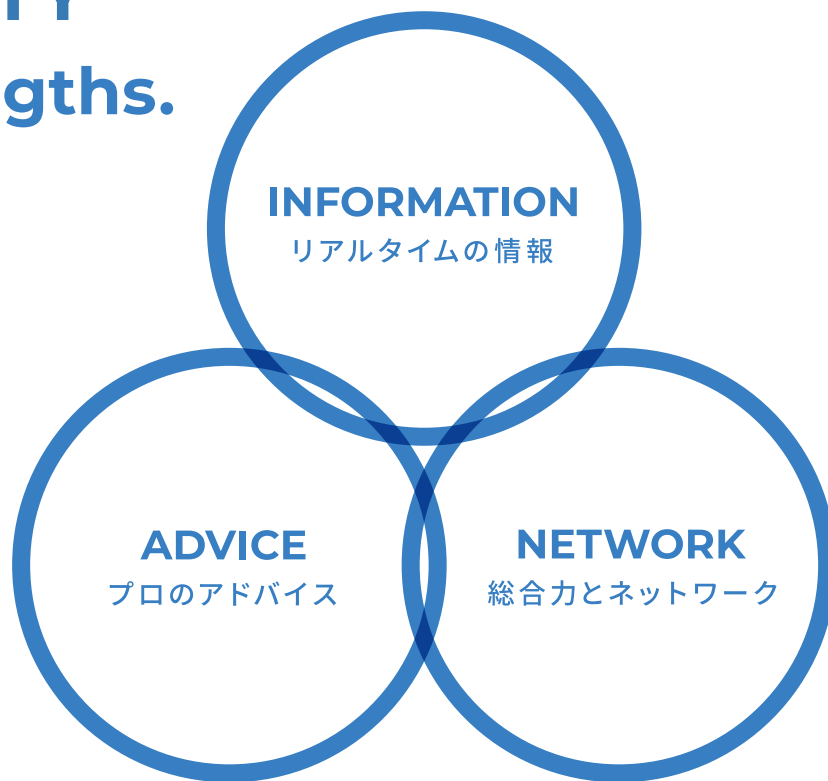 gths.
INFORMATION
リアルタイムの情報
ADVICE
プロのアドバイス
NETWORK
総合力とネットワーク